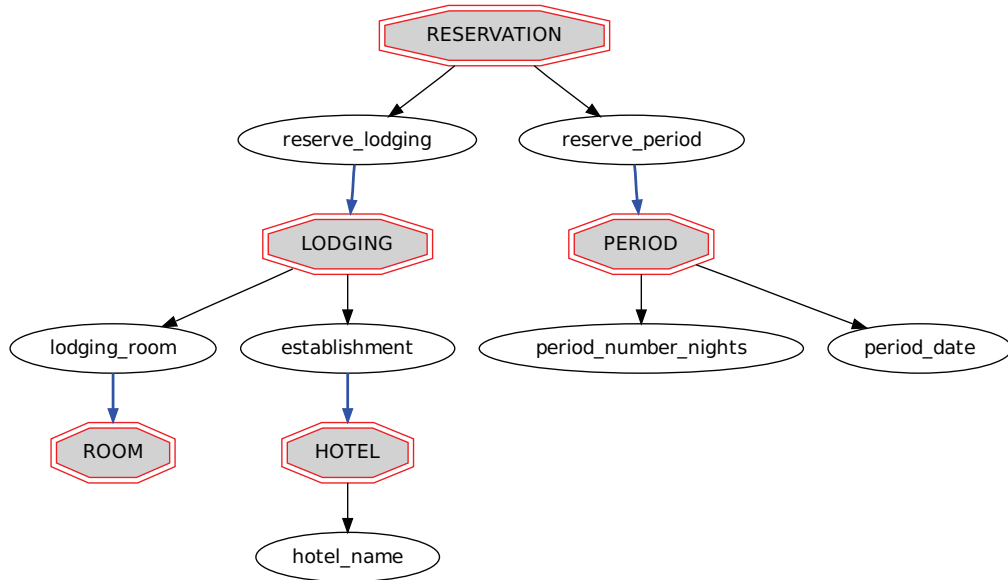 RESERVATION
reserve_lodging
reserve_period
LODGING
PERIOD
lodging_room
establishment
period_number_nights
period_date
ROOM
HOTEL
hotel_name